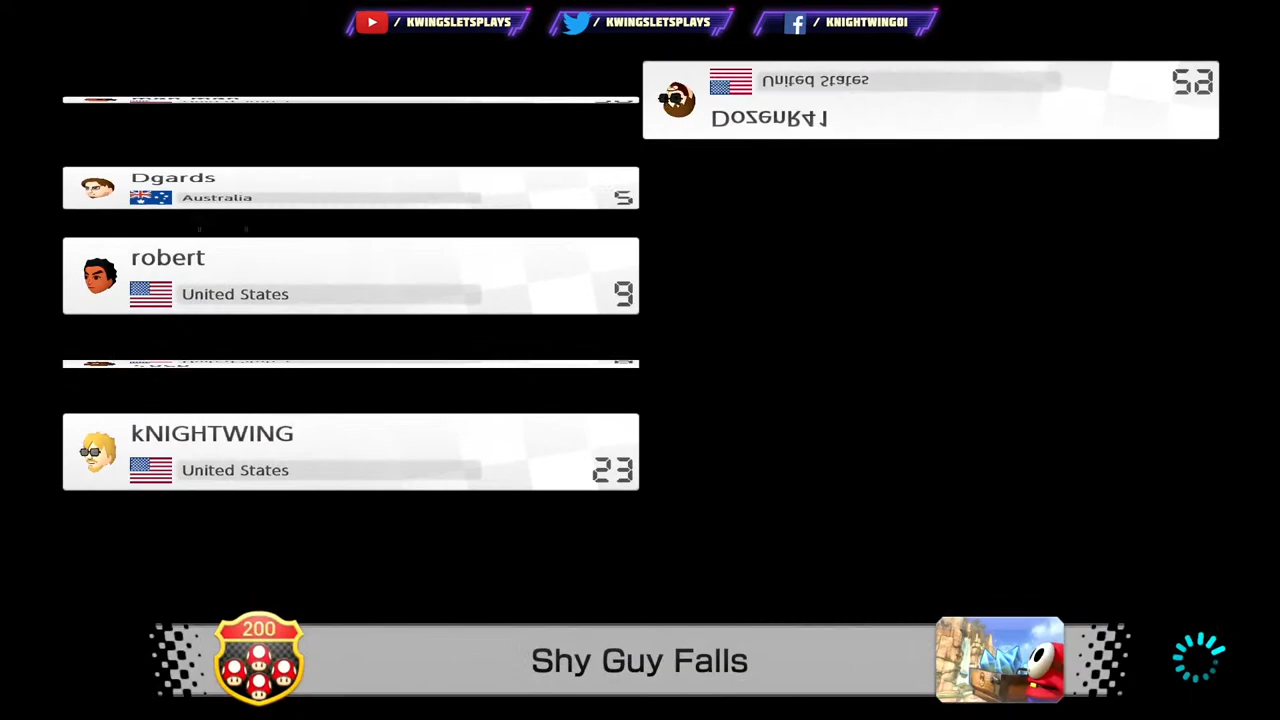 / KWINGSLETSPLAYS
/ KWINGSLETSPLAYS
/ KNIGHTWING01
United States
53
DozenR41
Dgards
Australia
5
robert
United States
9
kNIGHTWING
United States
23
200
Shy Guy Falls